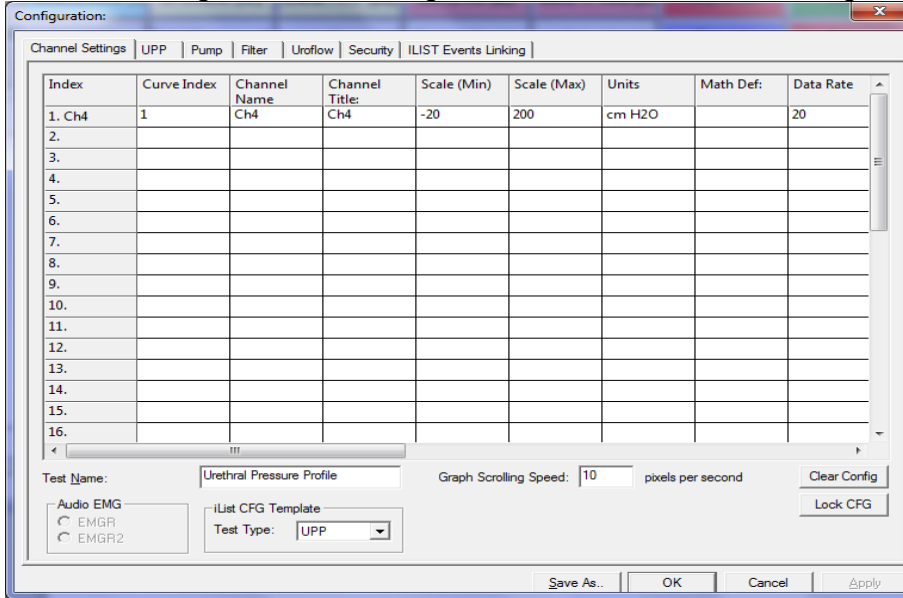 Configuration:
Channel Settings UPP Pump Filter Uroflow Security ILIST Events Linking
Index Curve Index Channel Name Channel Title: Scale (Min) Scale (Max) Units Math Def: Data Rate
1. Ch4 1 Ch4 Ch4 -20 200 cm H2O 20
2.
3.
4.
5.
6.
7.
8.
9.
10.
11.
12.
13.
14.
15.
16.
Test Name: Urethral Pressure Profile Graph Scrolling Speed: 10 pixels per second Clear Config
Audio EMG iList CFG Template Lock CFG
EMGR Test Type: UPP
EMGR2
Save As.. OK Cancel Apply